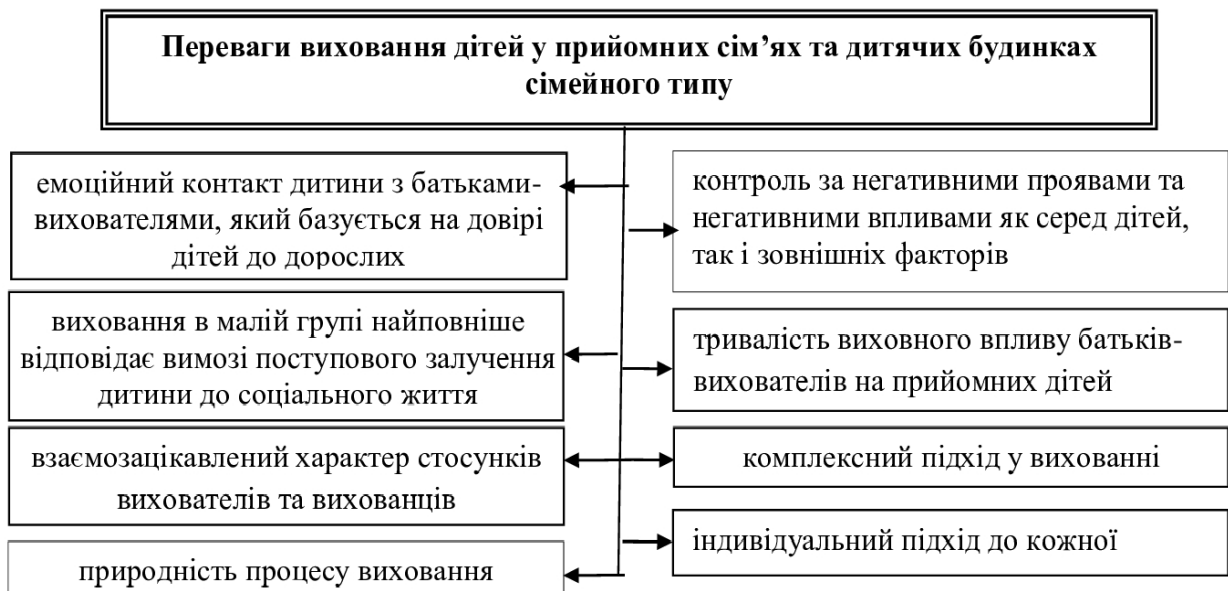 Переваги виховання дітей у прийомних сім’ях та дитячих будинках
сімейного типу
емоційний контакт дитини з батьками-
вихователями, який базується на довірі
дітей до дорослих
виховання в малій групі найповніше
відповідає вимозі поступового залучення
дитини до соціального життя
взаємозацікавлений характер стосунків
вихователів та вихованців
природність процесу виховання
контроль за негативними проявами та
негативними впливами як серед дітей,
так і зовнішніх факторів
тривалість виховного впливу батьків-
вихователів на прийомних дітей
комплексний підхід у вихованні
індивідуальний підхід до кожної